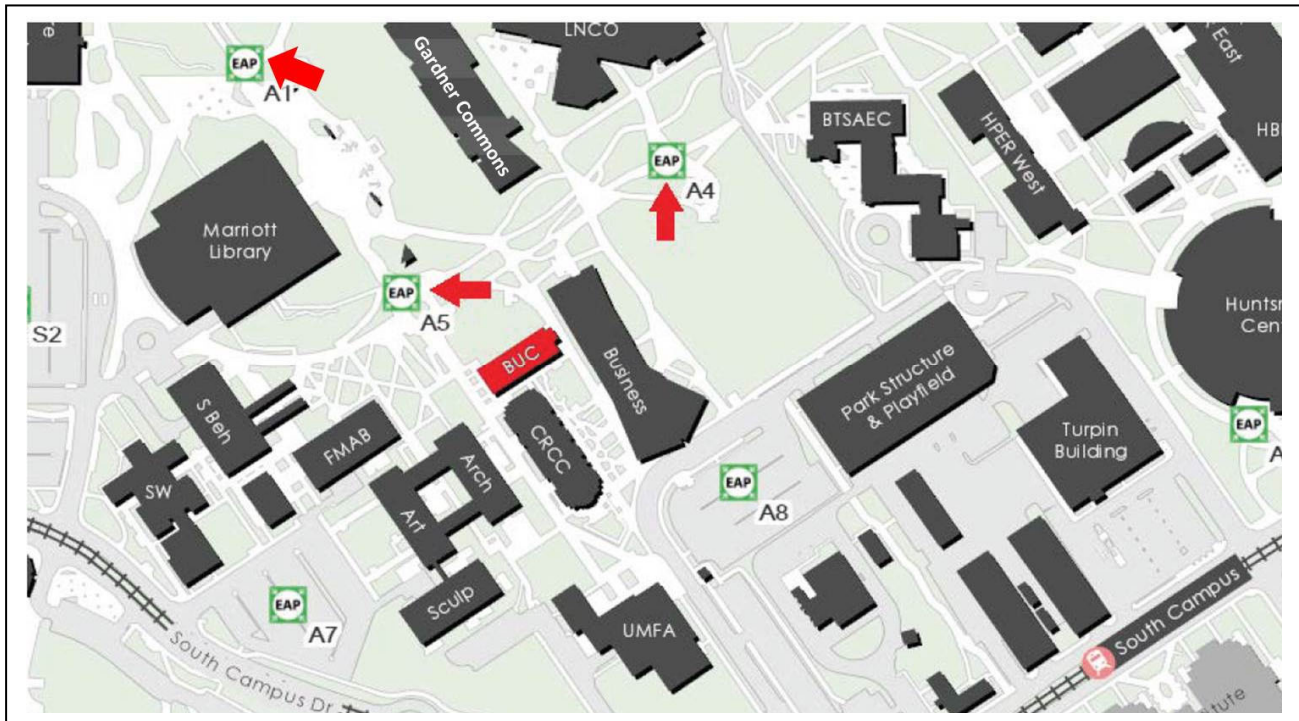 e
EAP
A1
Gardner Commons
LNCO
East
EAP
A4
BTSAEC
HPER West
HB
Marriott
Library
EAP
A5
S2
BUC
Business
Huntsm
Cent
Park Structure
& Playfield
S Beh
FMAB
CRCC
Arch
Turpin
Building
EAP
A
SW
Art
EAP
A8
EAP
A7
Sculp
UMFA
South Campus
South Campus Dr
itute